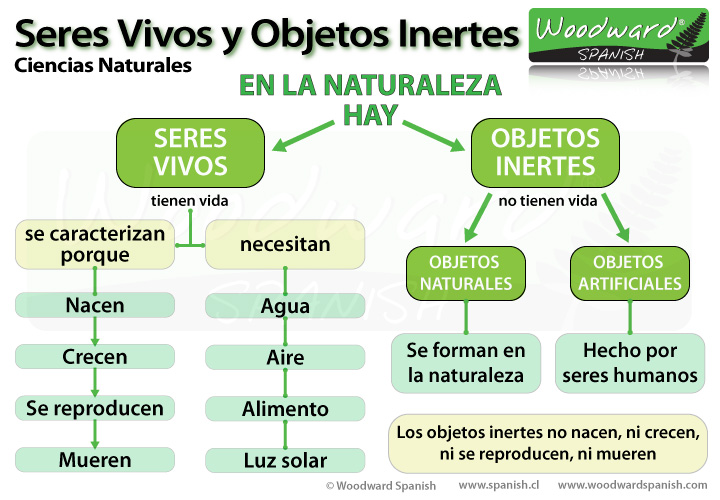 Seres Vivos y Objetos Inertes
Ciencias Naturales
Woodward®
SPANISH
EN LA NATURALEZA
HAY
SERES
VIVOS
tienen vida
se caracterizan
porque
Nacen
Crecen
Se reproducen
Mueren
necesitan
Agua
Aire
Alimento
Luz solar
OBJETOS
INERTES
no tienen vida
OBJETOS
NATURALES
Se forman en
la naturaleza
OBJETOS
ARTIFICIALES
Hecho por
seres humanos
Los objetos inertes no nacen, ni crecen,
ni se reproducen, ni mueren
Woodward
SPANISH
© Woodward Spanish www.spanish.cl www.woodwardspanish.com